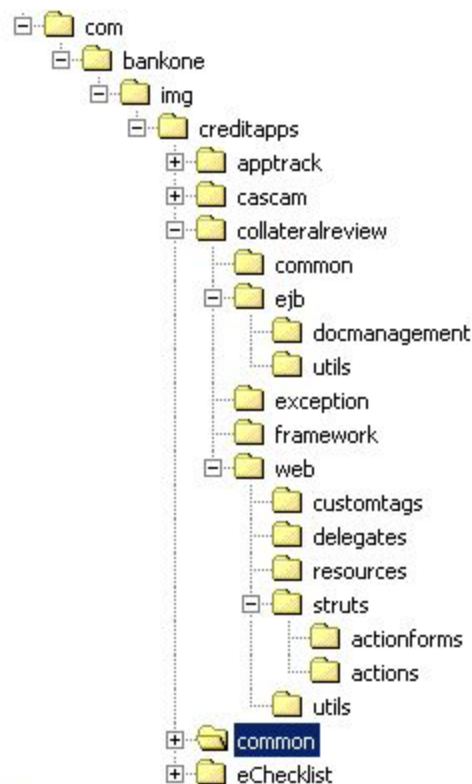 com
bankone
img
creditapps
apptrack
cascam
collateralreview
common
ejb
docmanagement
utils
exception
framework
web
customtags
delegates
resources
struts
actionforms
actions
utils
common
eChecklist